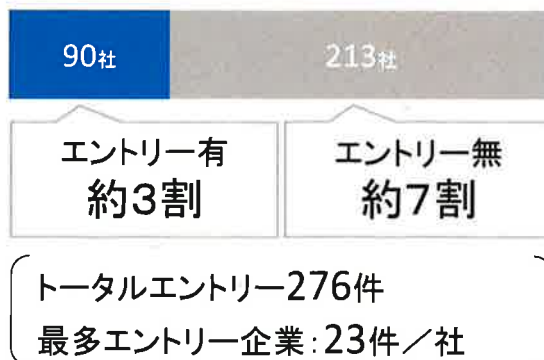 90社
213社
エントリー有
約3割
エントリー無
約7割
トータルエントリー276件
最多エントリー企業:23件／社